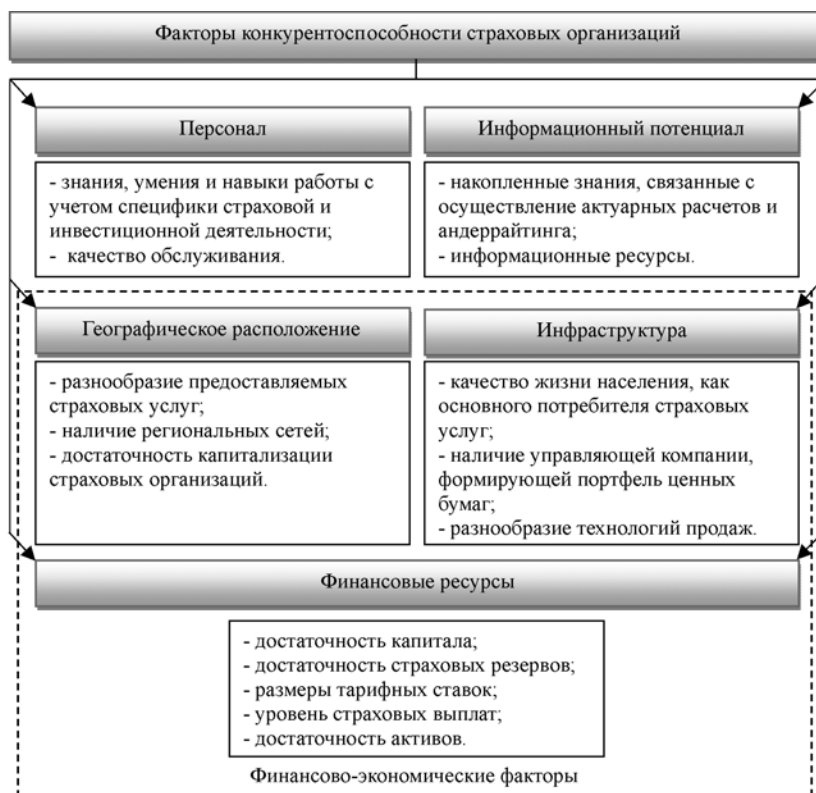 Факторы конкурентоспособности страховых организаций
Персонал
- знания, умения и навыки работы с
учетом специфики страховой и
инвестиционной деятельности;
- качество обслуживания.
Информационный потенциал
- накопленные знания, связанные с
осуществление актуарных расчетов и
андеррайтинга;
- информационные ресурсы.
Географическое расположение
- разнообразие предоставляемых
страховых услуг;
- наличие региональных сетей;
- достаточность капитализации
страховых организаций.
Инфраструктура
- качество жизни населения, как
основного потребителя страховых
услуг;
- наличие управляющей компании,
формирующей портфель ценных
бумаг;
- разнообразие технологий продаж.
Финансовые ресурсы
- достаточность капитала;
- достаточность страховых резервов;
- размеры тарифных ставок;
- уровень страховых выплат;
- достаточность активов.
Финансово-экономические факторы